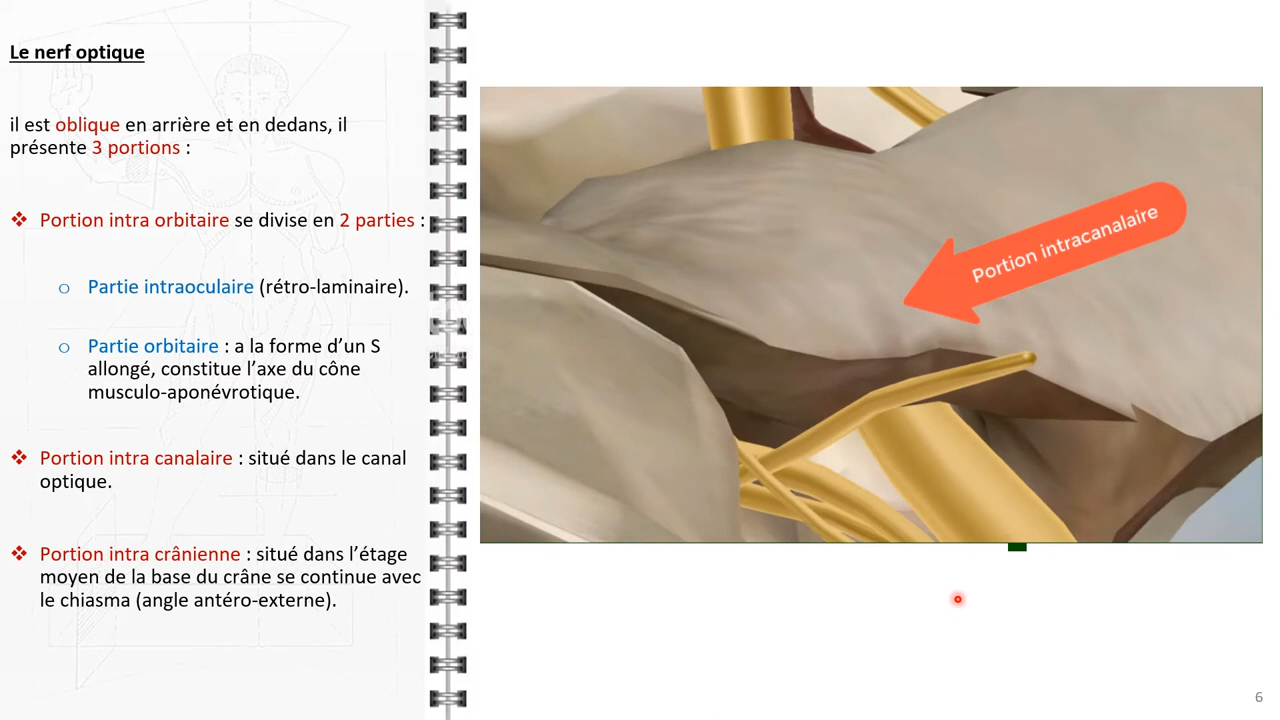 Le nerf optique
il est oblique en arrière et en dedans, il
présente 3 portions :
❖ Portion intra orbitaire se divise en 2 parties :
o Partie intraoculaire (rétro-laminaire).
o Partie orbitaire : a la forme d’un S
allongé, constitue l’axe du cône
musculo-aponévrotique.
❖ Portion intra canalaire : situé dans le canal
optique.
❖ Portion intra crânienne : situé dans l’étage
moyen de la base du crâne se continue avec
le chiasma (angle antéro-externe).
Portion intracanalaire
6